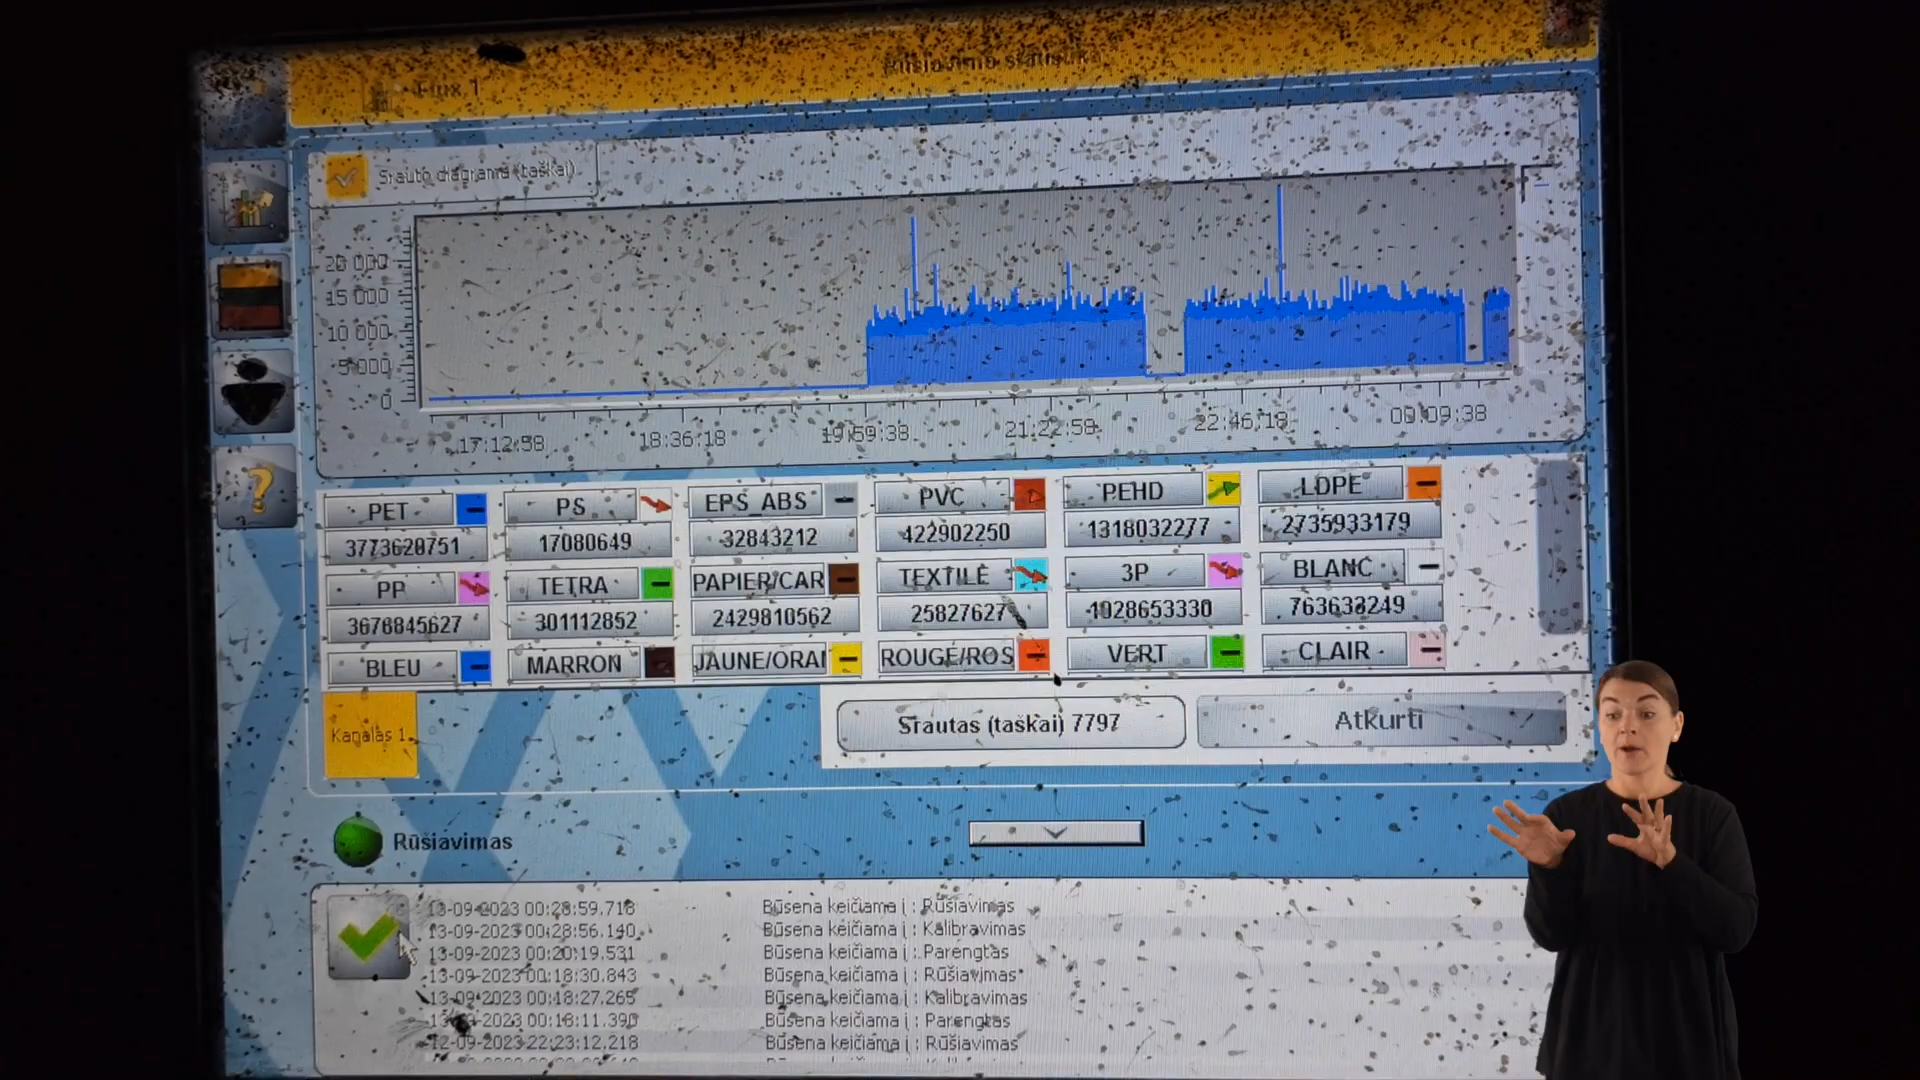 Rūšiavimo statistika
Flux 1
Srauto diagrama (taškai)
20 000
15 000
10 000
5 000
0
17:12:58 18:36:18 19:59:38 21:22:58 22:46:18 00:09:38
PET PS EPS_ABS PVC PEHD LDPE
3773620751 17080649 32843212 422902250 1318032277 2735933179
PP TETRA PAPIER/CAR TEXTILE 3P BLANC
3678845627 301112852 2429810562 25827627 1928653330 763633249
BLEU MARRON JAUNE/ORAI ROUGE/ROS VERT CLAIR
Kanalas 1
Srautas (taškai) 7797
Atkurti
Rūšiavimas
13-09-2023 00:28:59.718 Būsena keičiama į : Rūšiavimas
13-09-2023 00:28:56.140 Būsena keičiama į : Kalibravimas
13-09-2023 00:20:19.531 Būsena keičiama į : Parengtas
13-09-2023 00:18:30.843 Būsena keičiama į : Rūšiavimas
13-09-2023 00:18:27.265 Būsena keičiama į : Kalibravimas
13-09-2023 00:18:11.390 Būsena keičiama į : Parengtas
12-09-2023 22:23:12.218 Būsena keičiama į : Rūšiavimas